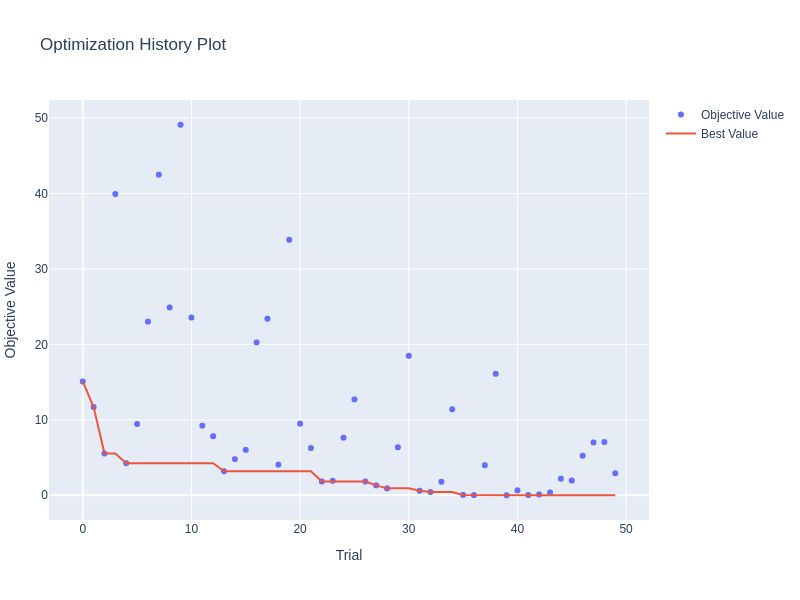 Optimization History Plot
Objective Value
Best Value
50
40
30
20
10
0
Objective Value
0 10 20 30 40 50
Trial